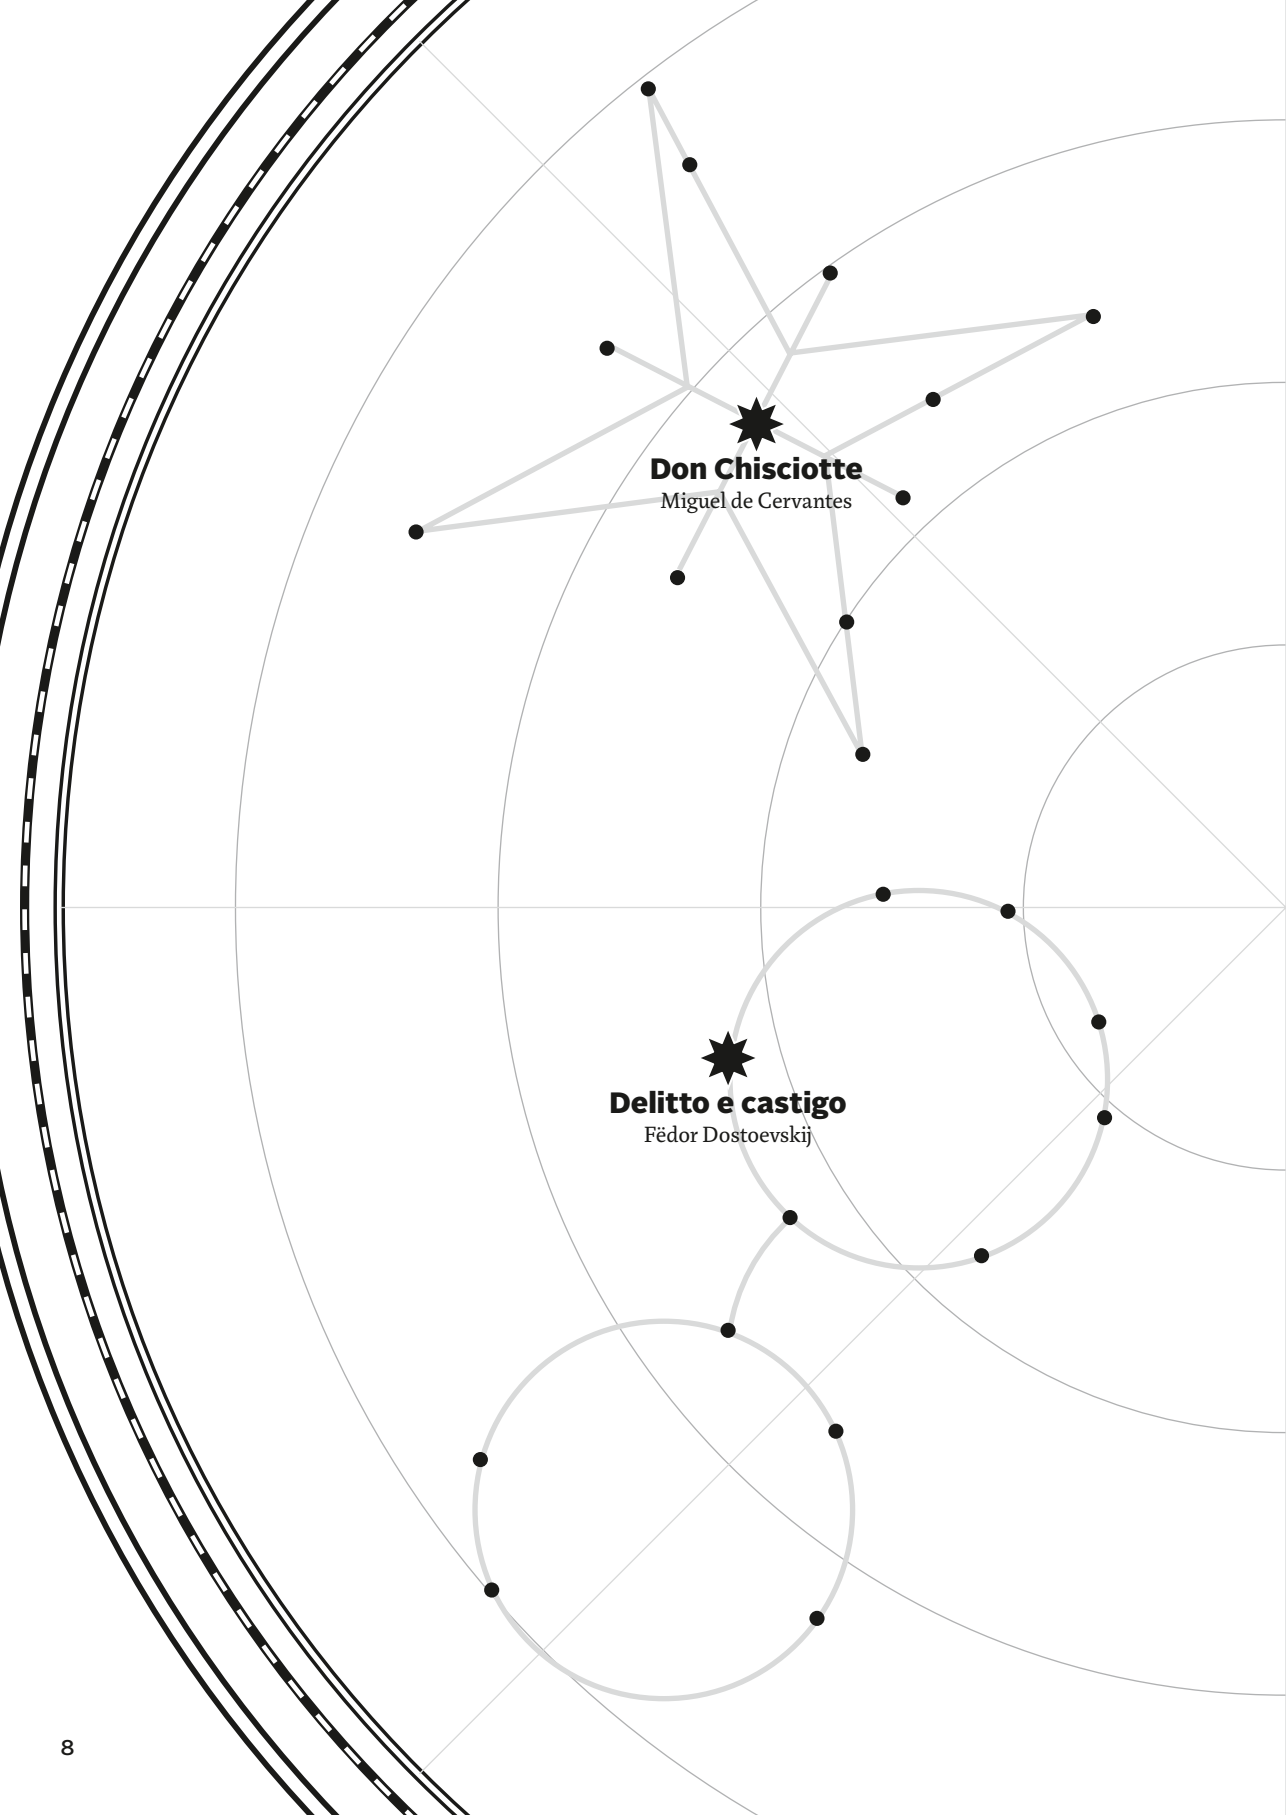 Don Chisciotte
Miguel de Cervantes
Delitto e castigo
Fëdor Dostoevskij
8